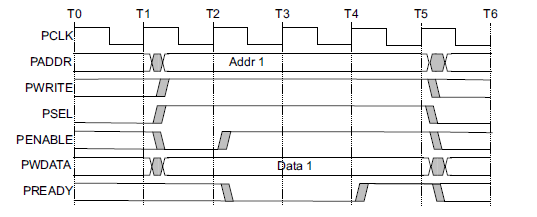 T0 T1 T2 T3 T4 T5 T6
PCLK
PADDR Addr 1
PWRITE
PSEL
PENABLE
PWDATA Data 1
PREADY